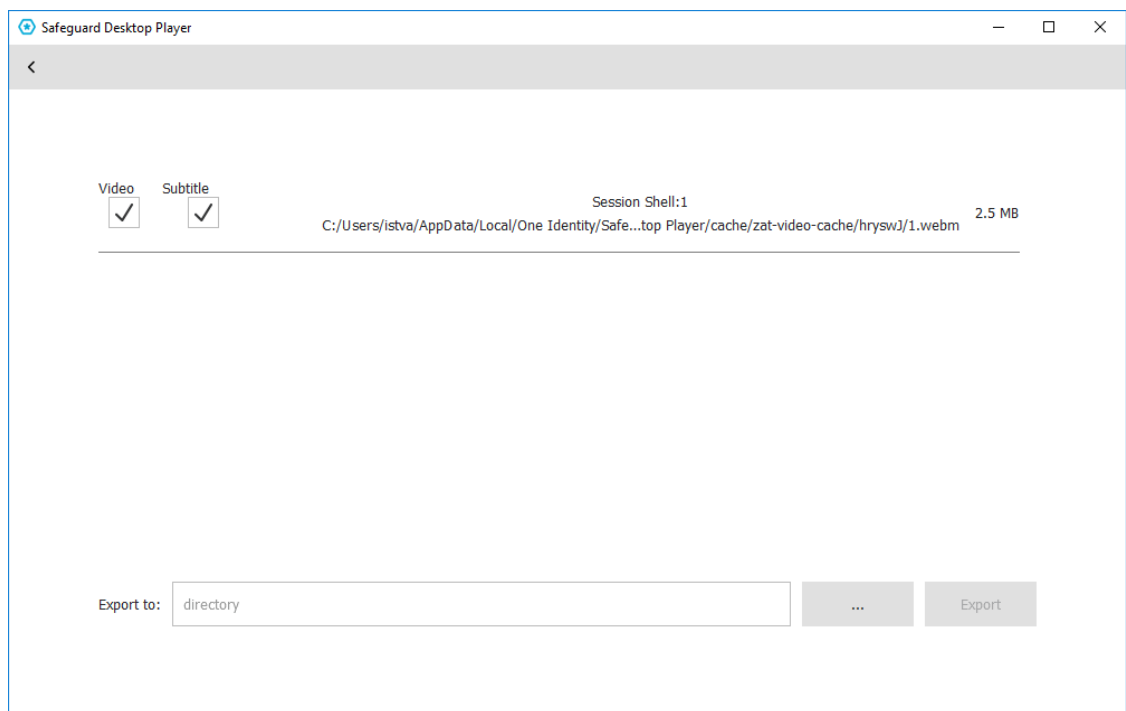 Safeguard Desktop Player
Video Subtitle
Session Shell:1
C:/Users/istva/AppData/Local/One Identity/Safe...top Player/cache/zat-video-cache/hryswJ/1.webm
2.5 MB
Export to: directory ... Export